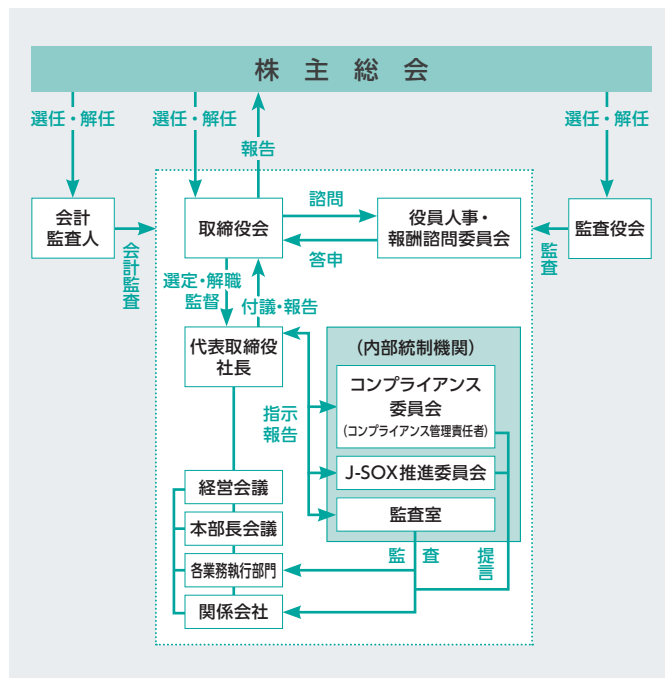 株主総会
選任・解任
選任・解任
報告
選任・解任
会計
監査人
会計監査
取締役会
諮問
答申
役員人事・
報酬諮問委員会
監査
監査役会
選定・解職
監督
付議・報告
代表取締役
社長
指示
報告
(内部統制機関)
コンプライアンス
委員会
(コンプライアンス管理責任者)
J-SOX推進委員会
監査室
経営会議
本部長会議
各業務執行部門
関係会社
監査
提言